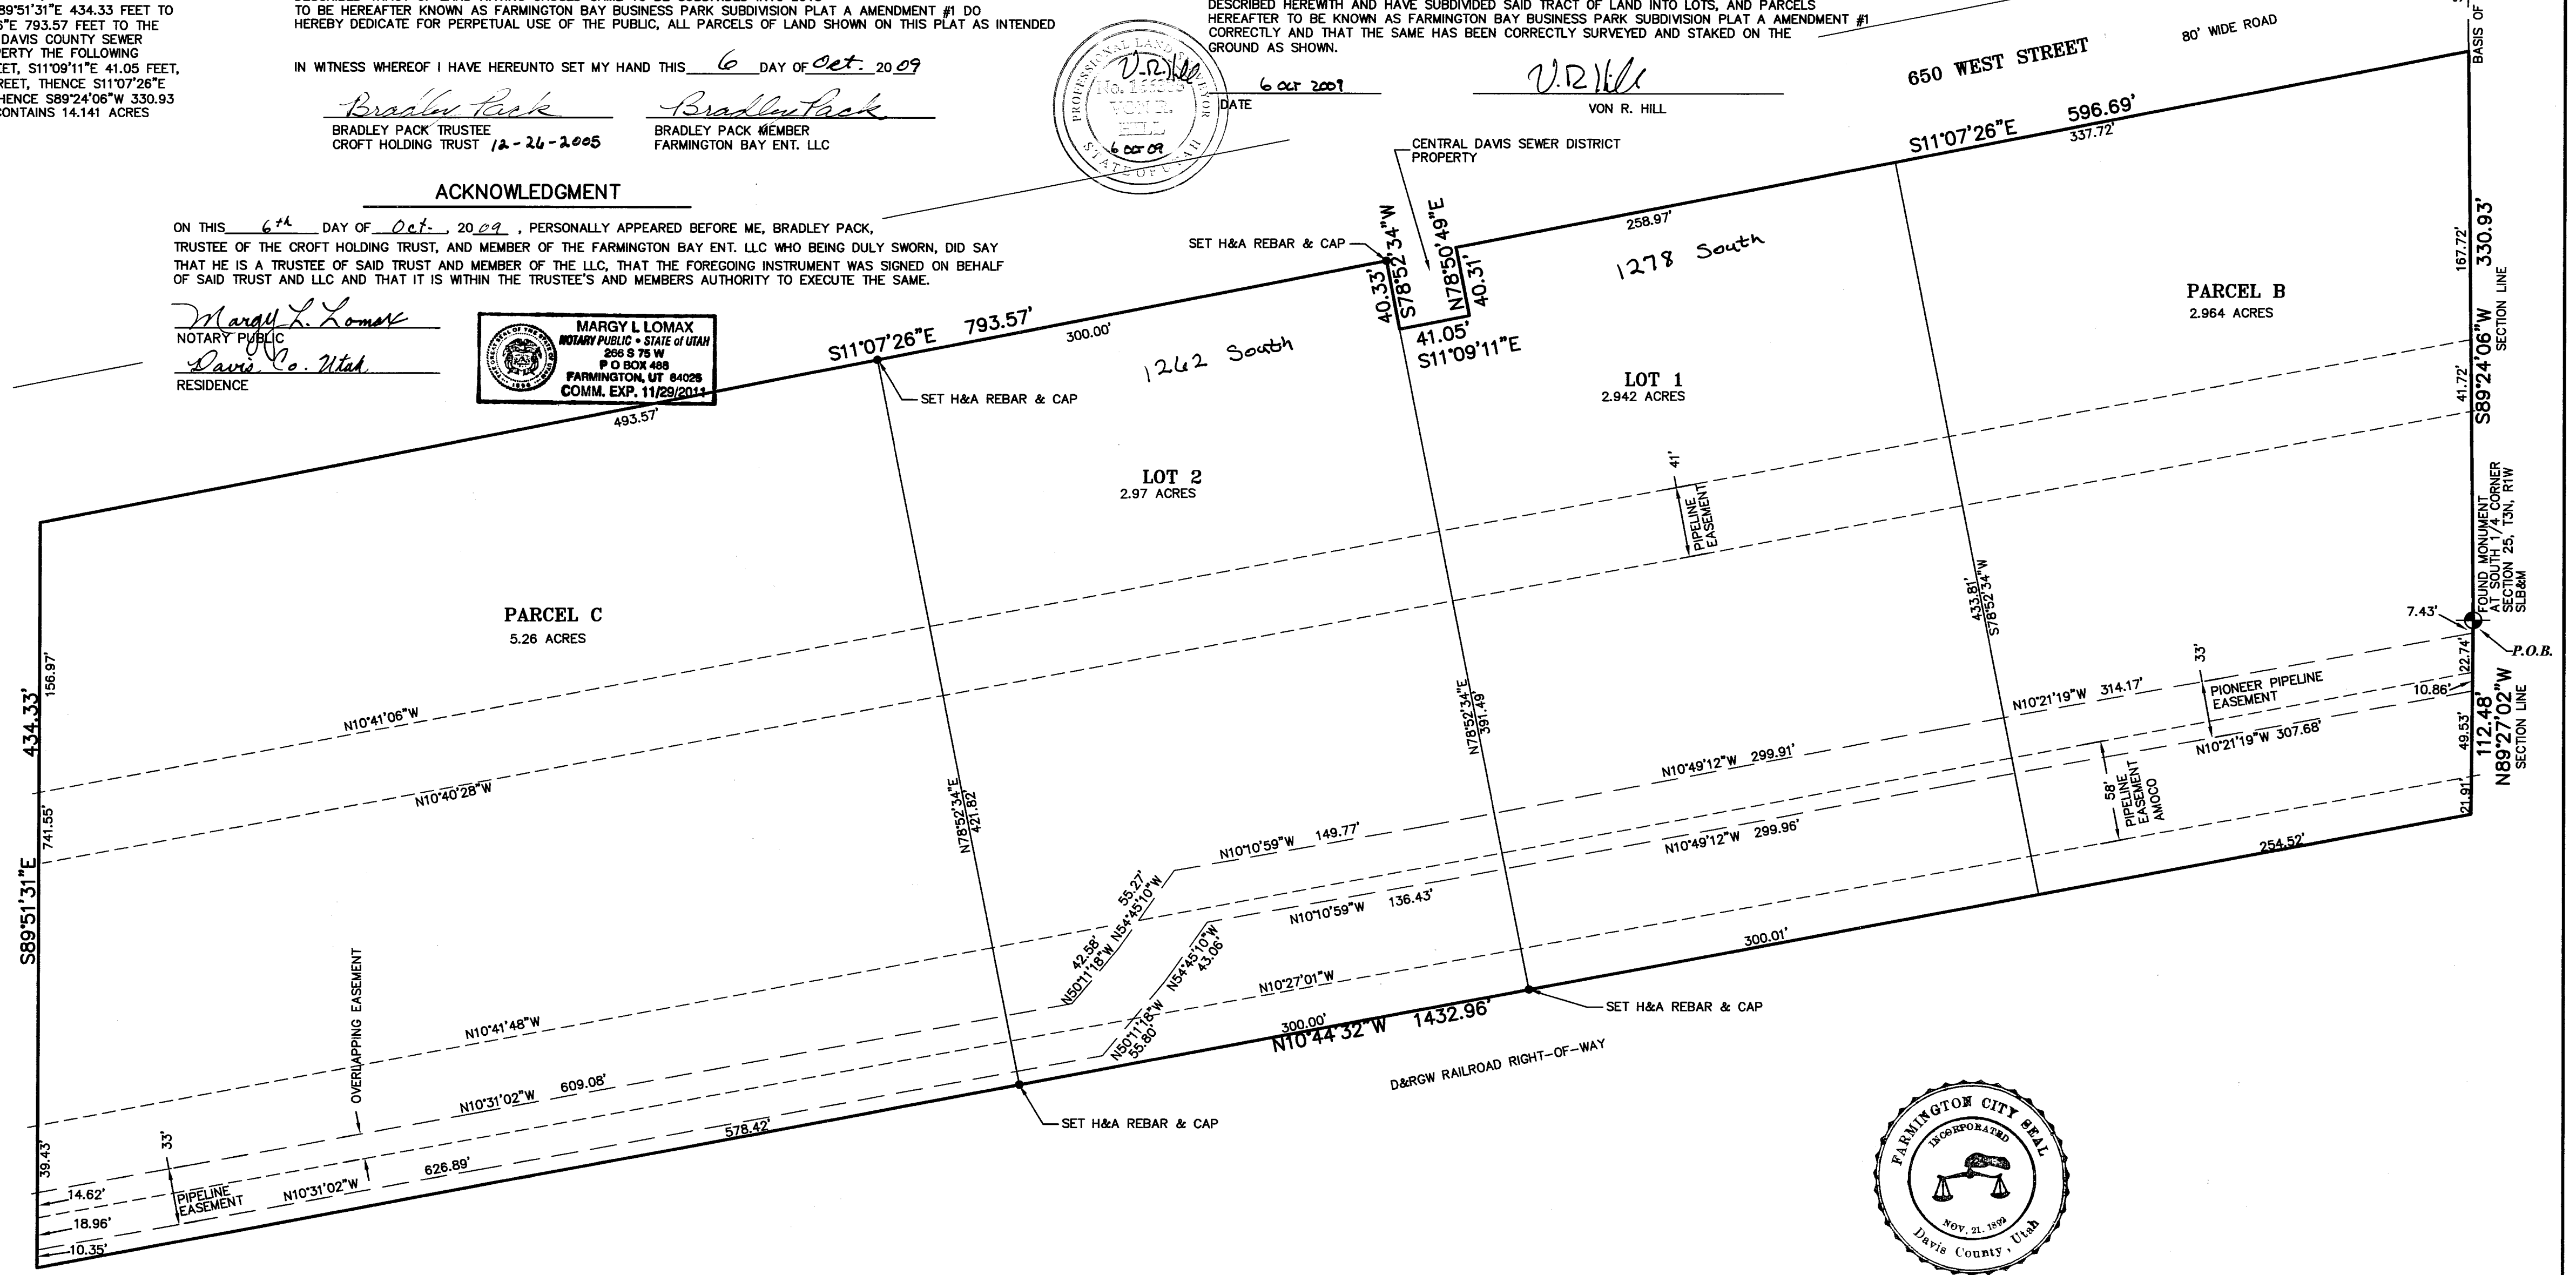 89°51'31"E 434.33 FEET TO
6"E 793.57 FEET TO THE
DAVIS COUNTY SEWER
ERTY THE FOLLOWING
EET, S11°09'11"E 41.05 FEET,
REET, THENCE S11°07'26"E
HENCE S89°24'06"W 330.93
CONTAINS 14.141 ACRES
TO BE HEREAFTER KNOWN AS FARMINGTON BAY BUSINESS PARK SUBDIVISION PLAT A AMENDMENT #1 DO
HEREBY DEDICATE FOR PERPETUAL USE OF THE PUBLIC, ALL PARCELS OF LAND SHOWN ON THIS PLAT AS INTENDED
IN WITNESS WHEREOF I HAVE HEREUNTO SET MY HAND THIS 6 DAY OF Oct. 20 09
Bradley Pack
BRADLEY PACK TRUSTEE
CROFT HOLDING TRUST 12-26-2005
Bradley Pack
BRADLEY PACK MEMBER
FARMINGTON BAY ENT. LLC
ACKNOWLEDGMENT
ON THIS 6th DAY OF Oct., 20 09, PERSONALLY APPEARED BEFORE ME, BRADLEY PACK,
TRUSTEE OF THE CROFT HOLDING TRUST, AND MEMBER OF THE FARMINGTON BAY ENT. LLC WHO BEING DULY SWORN, DID SAY
THAT HE IS A TRUSTEE OF SAID TRUST AND MEMBER OF THE LLC, THAT THE FOREGOING INSTRUMENT WAS SIGNED ON BEHALF
OF SAID TRUST AND LLC AND THAT IT IS WITHIN THE TRUSTEE'S AND MEMBERS AUTHORITY TO EXECUTE THE SAME.
Margy L. Lomax
NOTARY PUBLIC
Davis Co. Utah
RESIDENCE
MARGY L LOMAX
NOTARY PUBLIC • STATE of UTAH
266 S 75 W
P O BOX 488
FARMINGTON, UT 84025
COMM. EXP. 11/29/2011
DESCRIBED HEREWITH AND HAVE SUBDIVIDED SAID TRACT OF LAND INTO LOTS, AND PARCELS
HEREAFTER TO BE KNOWN AS FARMINGTON BAY BUSINESS PARK SUBDIVISION PLAT A AMENDMENT #1
CORRECTLY AND THAT THE SAME HAS BEEN CORRECTLY SURVEYED AND STAKED ON THE
GROUND AS SHOWN.
PROFESSIONAL LAND SURVEYOR
V.R. Hill
VON R.
HILL
6 OCT 09
STATE OF UTAH
6 OCT 2009
DATE
V.R Hill
VON R. HILL
BASIS OF
650 WEST STREET
80' WIDE ROAD
S11°07'26"E 596.69'
337.72'
CENTRAL DAVIS SEWER DISTRICT
PROPERTY
258.97'
1278 South
SET H&A REBAR & CAP
40.33'
S78°52'34"W
N78°50'49"E
40.31'
41.05'
S11°09'11"E
S11°07'26"E 793.57'
300.00'
1262 South
SET H&A REBAR & CAP
493.57'
PARCEL B
2.964 ACRES
LOT 1
2.942 ACRES
LOT 2
2.97 ACRES
PARCEL C
5.26 ACRES
167.72'
41.72'
S89°24'06"W 330.93'
SECTION LINE
FOUND MONUMENT
AT SOUTH 1/4 CORNER
SECTION 25, T3N, R1W
SLB&M
P.O.B.
7.43'
22.74'
10.86'
49.53'
21.91'
112.48'
N89°27'02"W
SECTION LINE
41'
PIPELINE
EASEMENT
433.81'
S78°52'34"W
N78°52'34"E
391.49'
N78°52'34"E
421.82'
33'
PIONEER PIPELINE
EASEMENT
N10°21'19"W 314.17'
N10°21'19"W 307.68'
58'
PIPELINE
EASEMENT
AMOCO
254.52'
N10°49'12"W 299.91'
N10°49'12"W 299.96'
N10°10'59"W 149.77'
N10°10'59"W 136.43'
55.27'
N54°45'10"W
42.58'
N50°11'18"W
N54°45'10"W
43.06'
N50°11'18"W
55.80'
N10°27'01"W
300.01'
300.00'
N10°44'32"W 1432.96'
SET H&A REBAR & CAP
D&RGW RAILROAD RIGHT-OF-WAY
SET H&A REBAR & CAP
578.42'
434.33'
S89°51'31"E
156.97'
741.55'
39.43'
N10°41'06"W
N10°40'28"W
N10°41'48"W
OVERLAPPING EASEMENT
N10°31'02"W 609.08'
N10°31'02"W 626.89'
33'
PIPELINE
EASEMENT
14.62'
18.96'
10.35'
FARMINGTON CITY SEAL
INCORPORATED
NOV. 21. 1892
Davis County, Utah